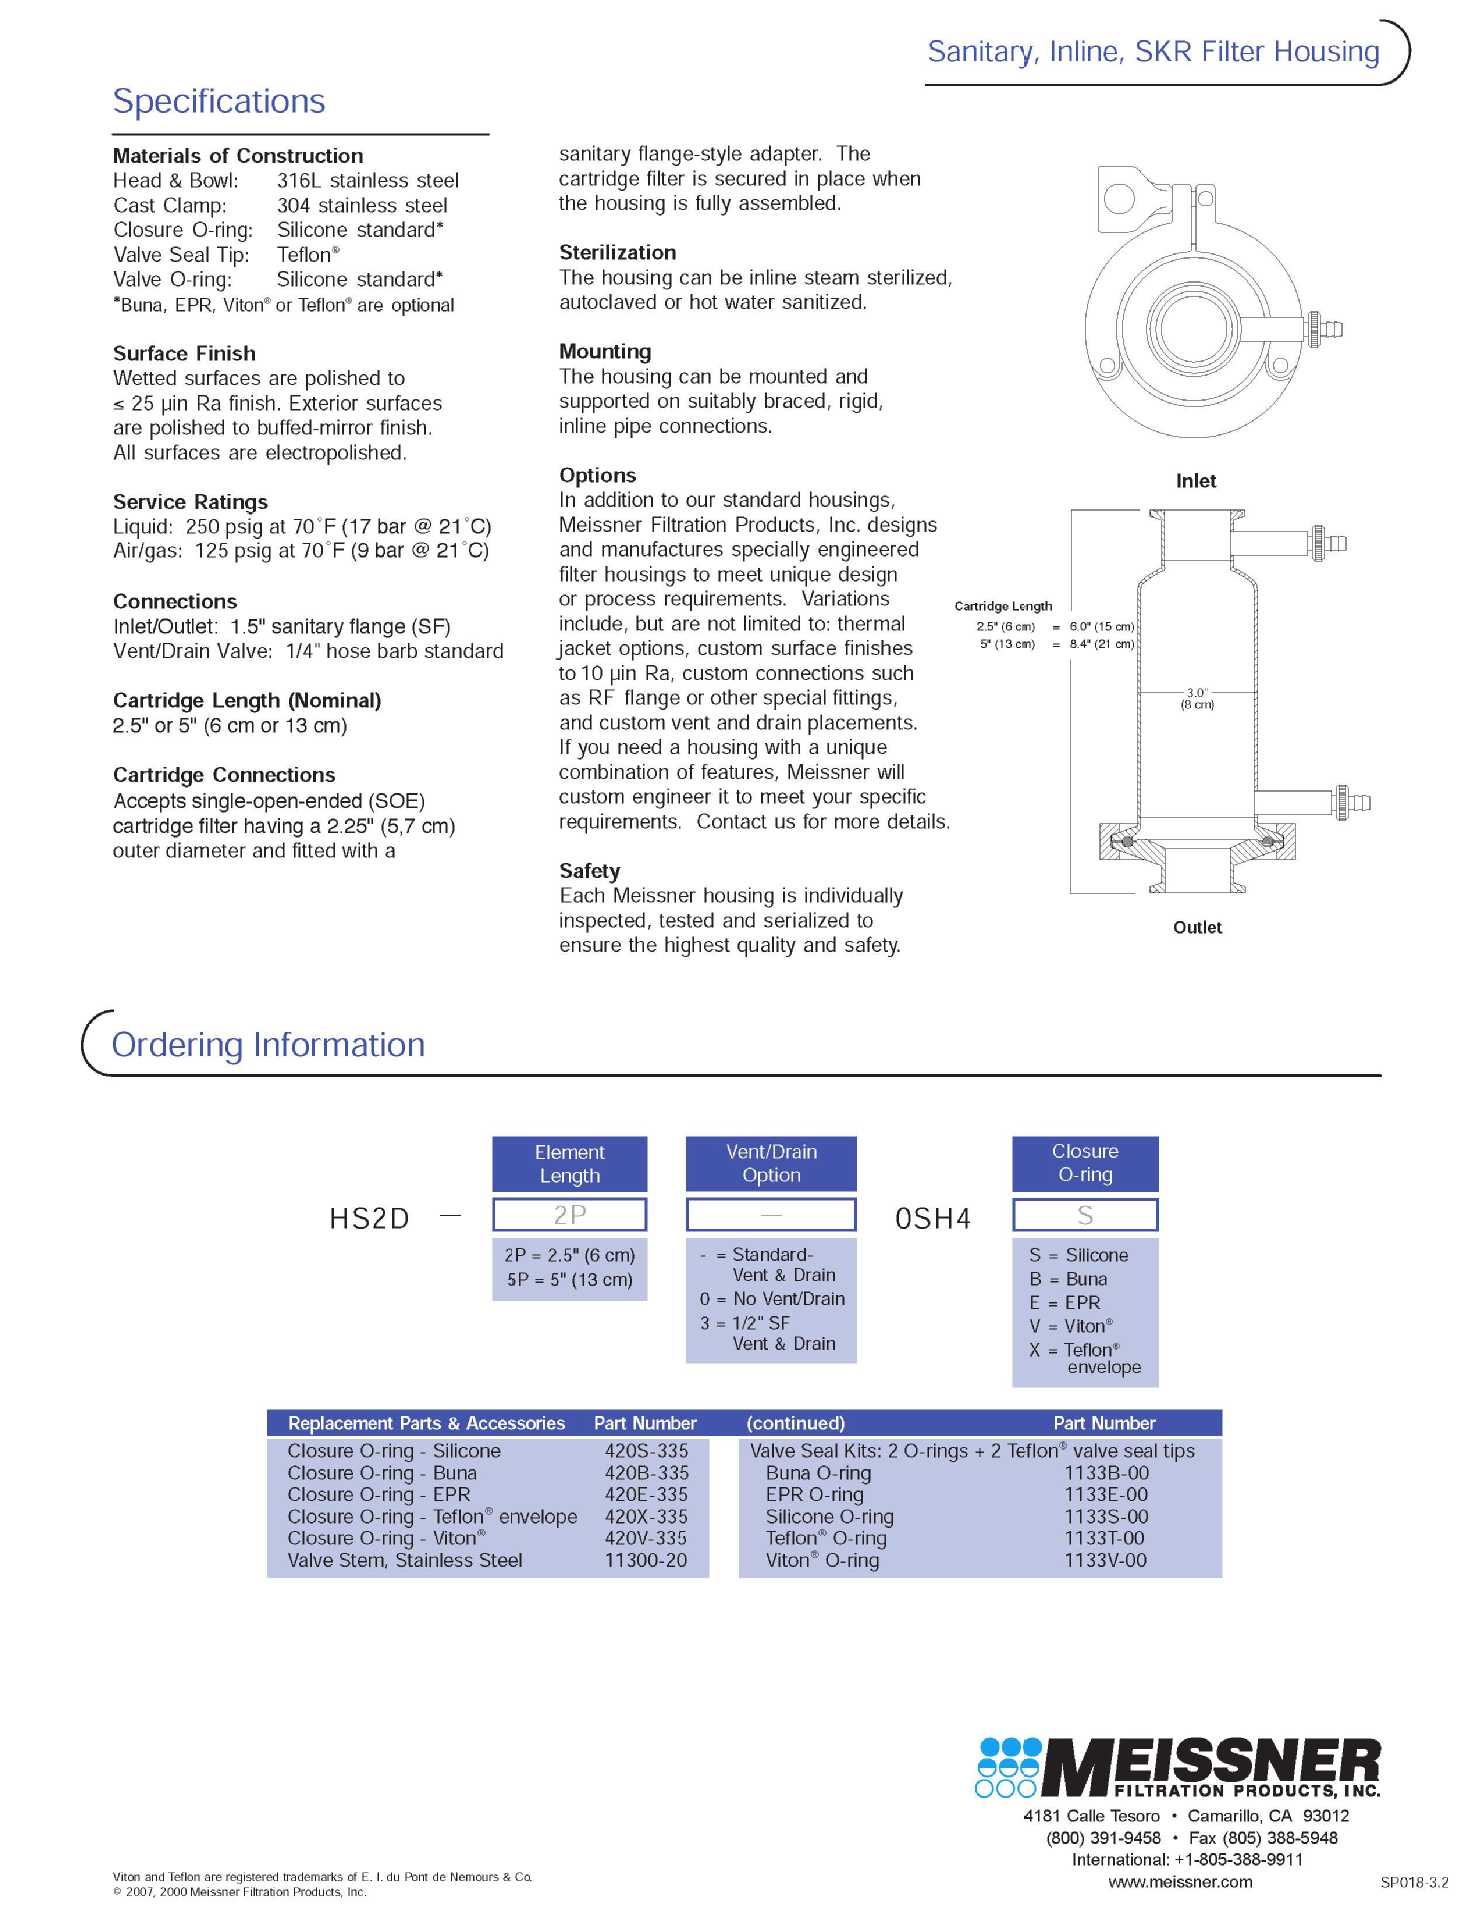 Sanitary, Inline, SKR Filter Housing
Specifications
Materials of Construction
Head & Bowl: 316L stainless steel
Cast Clamp: 304 stainless steel
Closure O-ring: Silicone standard*
Valve Seal Tip: Teflon®
Valve O-ring: Silicone standard*
*Buna, EPR, Viton® or Teflon® are optional
Surface Finish
Wetted surfaces are polished to
≤ 25 µin Ra finish. Exterior surfaces
are polished to buffed-mirror finish.
All surfaces are electropolished.
Service Ratings
Liquid: 250 psig at 70°F (17 bar @ 21°C)
Air/gas: 125 psig at 70°F (9 bar @ 21°C)
Connections
Inlet/Outlet: 1.5" sanitary flange (SF)
Vent/Drain Valve: 1/4" hose barb standard
Cartridge Length (Nominal)
2.5" or 5" (6 cm or 13 cm)
Cartridge Connections
Accepts single-open-ended (SOE)
cartridge filter having a 2.25" (5,7 cm)
outer diameter and fitted with a
sanitary flange-style adapter. The
cartridge filter is secured in place when
the housing is fully assembled.
Sterilization
The housing can be inline steam sterilized,
autoclaved or hot water sanitized.
Mounting
The housing can be mounted and
supported on suitably braced, rigid,
inline pipe connections.
Options
In addition to our standard housings,
Meissner Filtration Products, Inc. designs
and manufactures specially engineered
filter housings to meet unique design
or process requirements. Variations
include, but are not limited to: thermal
jacket options, custom surface finishes
to 10 µin Ra, custom connections such
as RF flange or other special fittings,
and custom vent and drain placements.
If you need a housing with a unique
combination of features, Meissner will
custom engineer it to meet your specific
requirements. Contact us for more details.
Safety
Each Meissner housing is individually
inspected, tested and serialized to
ensure the highest quality and safety.
Inlet
Cartridge Length
2.5" (6 cm) = 6.0" (15 cm)
5" (13 cm) = 8.4" (21 cm)
3.0"
(8 cm)
Outlet
Ordering Information
Element Length
Vent/Drain Option
Closure O-ring
HS2D — 2P — 0SH4 S
2P = 2.5" (6 cm)
5P = 5" (13 cm)
- = Standard-
Vent & Drain
0 = No Vent/Drain
3 = 1/2" SF
Vent & Drain
S = Silicone
B = Buna
E = EPR
V = Viton®
X = Teflon®
envelope
Replacement Parts & Accessories Part Number (continued) Part Number
Closure O-ring - Silicone 420S-335 Valve Seal Kits: 2 O-rings + 2 Teflon® valve seal tips
Closure O-ring - Buna 420B-335 Buna O-ring 1133B-00
Closure O-ring - EPR 420E-335 EPR O-ring 1133E-00
Closure O-ring - Teflon® envelope 420X-335 Silicone O-ring 1133S-00
Closure O-ring - Viton® 420V-335 Teflon® O-ring 1133T-00
Valve Stem, Stainless Steel 11300-20 Viton® O-ring 1133V-00
MEISSNER
FILTRATION PRODUCTS, INC.
4181 Calle Tesoro • Camarillo, CA 93012
(800) 391-9458 • Fax (805) 388-5948
International: +1-805-388-9911
www.meissner.com
Viton and Teflon are registered trademarks of E. I. du Pont de Nemours & Co.
© 2007, 2000 Meissner Filtration Products, Inc.
SP018-3.2